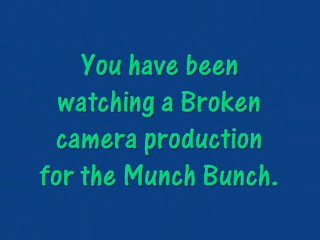 You have been
watching a Broken
camera production
for the Munch Bunch.